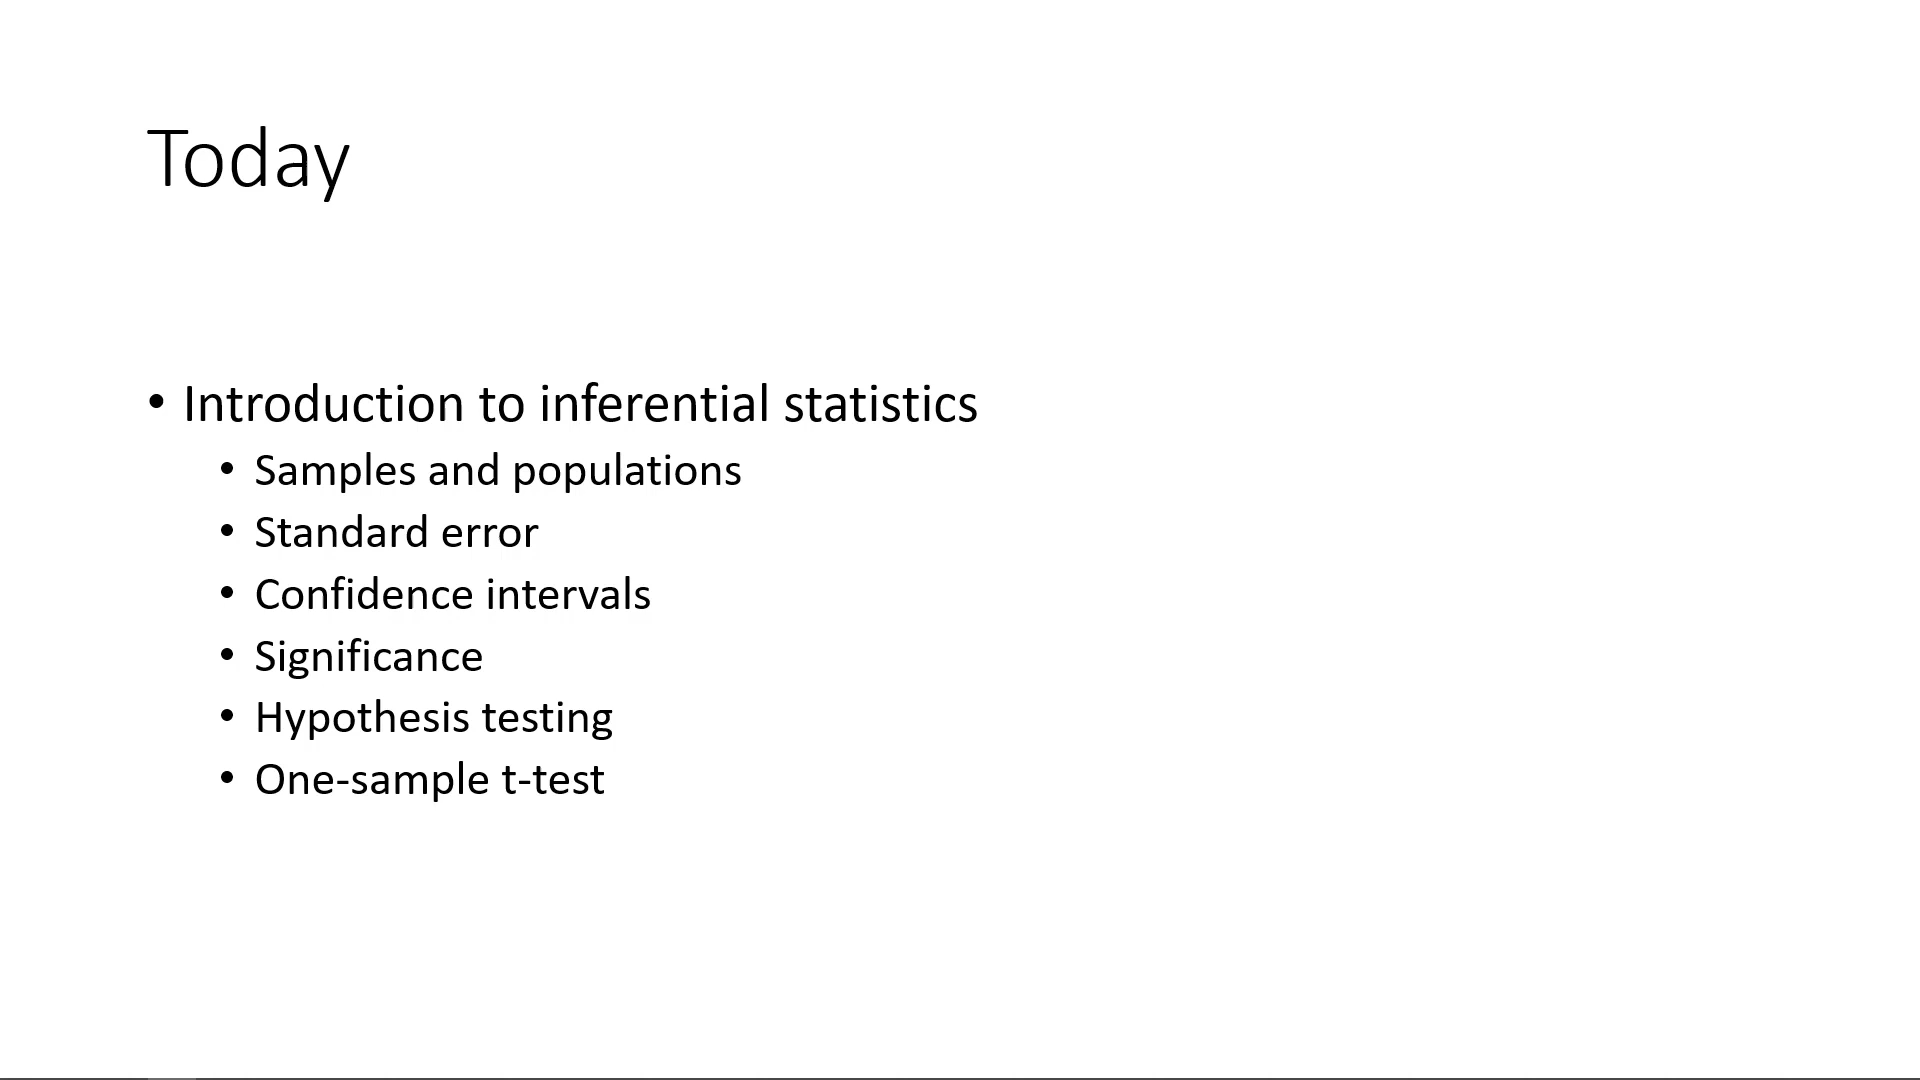 Today
• Introduction to inferential statistics
• Samples and populations
• Standard error
• Confidence intervals
• Significance
• Hypothesis testing
• One-sample t-test